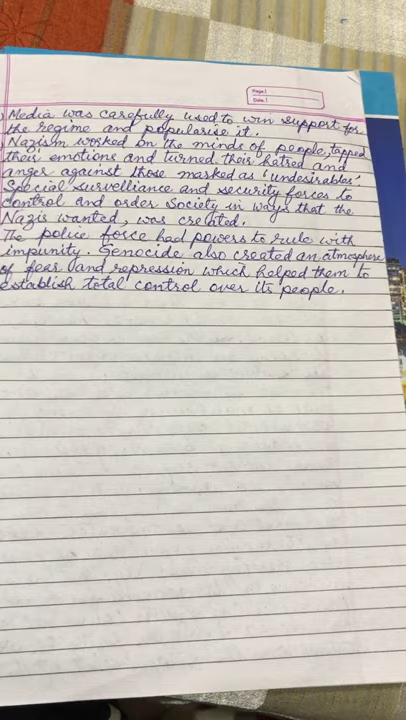 Page:
Date:
Media was carefully used to win support for
the regime and popularise it.
Nazism worked on the minds of people, tapped
their emotions and turned their hatred and
anger against those marked as 'undesirables'.
Special survelliance and security forces to
control and order Society in ways that the
Nazis wanted, was created.
The police force had powers to rule with
impunity. Genocide also created an atmosphere
of fear and repression which helped them to
establish total control over its people.